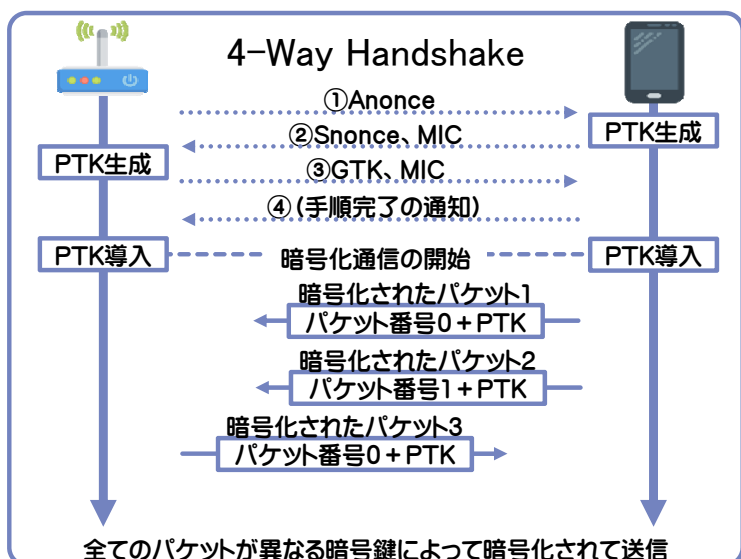 4-Way Handshake
①Anonce
②Snonce、MIC
PTK生成
PTK生成
③GTK、MIC
④(手順完了の通知)
PTK導入
暗号化通信の開始
PTK導入
暗号化されたパケット1
パケット番号0+PTK
暗号化されたパケット2
パケット番号1+PTK
暗号化されたパケット3
パケット番号0+PTK
全てのパケットが異なる暗号鍵によって暗号化されて送信